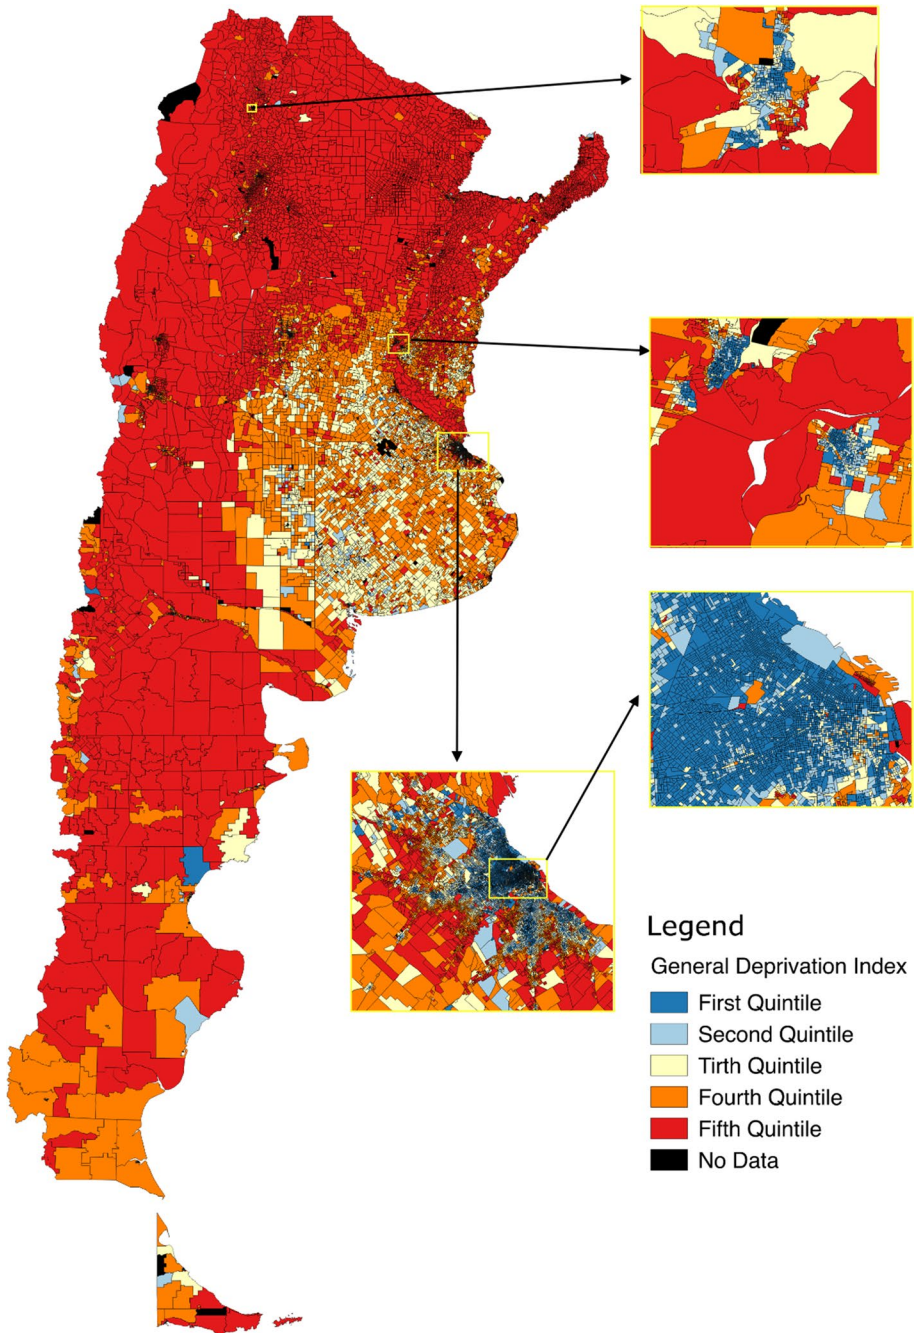 Legend
General Deprivation Index
First Quintile
Second Quintile
Tirth Quintile
Fourth Quintile
Fifth Quintile
No Data